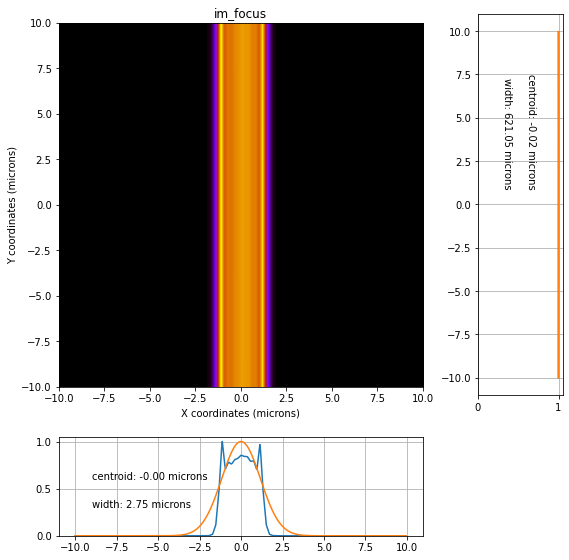 im_focus
10.0
7.5
5.0
2.5
0.0
−2.5
−5.0
−7.5
−10.0
Y coordinates (microns)
−10.0 −7.5 −5.0 −2.5 0.0 2.5 5.0 7.5 10.0
X coordinates (microns)
10.0
7.5
5.0
2.5
0.0
−2.5
−5.0
−7.5
−10.0
centroid: -0.02 microns
width: 621.05 microns
0 1
1.0
0.5
0.0
centroid: -0.00 microns
width: 2.75 microns
−10.0 −7.5 −5.0 −2.5 0.0 2.5 5.0 7.5 10.0